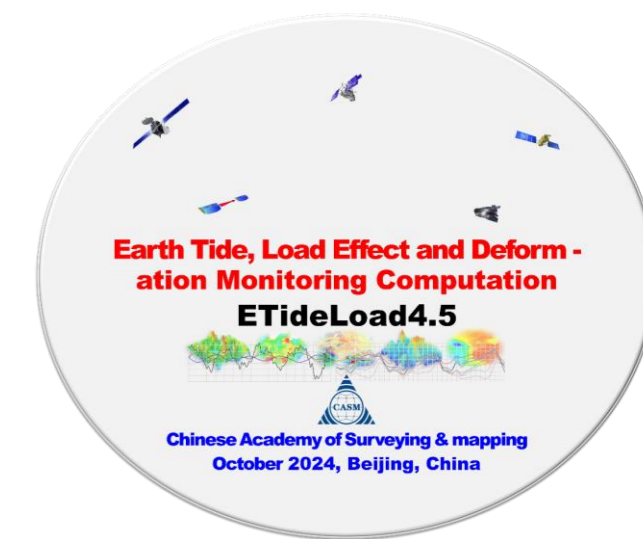 Earth Tide, Load Effect and Deform -
ation Monitoring Computation
ETideLoad4.5
CASM
Chinese Academy of Surveying & mapping
October 2024, Beijing, China